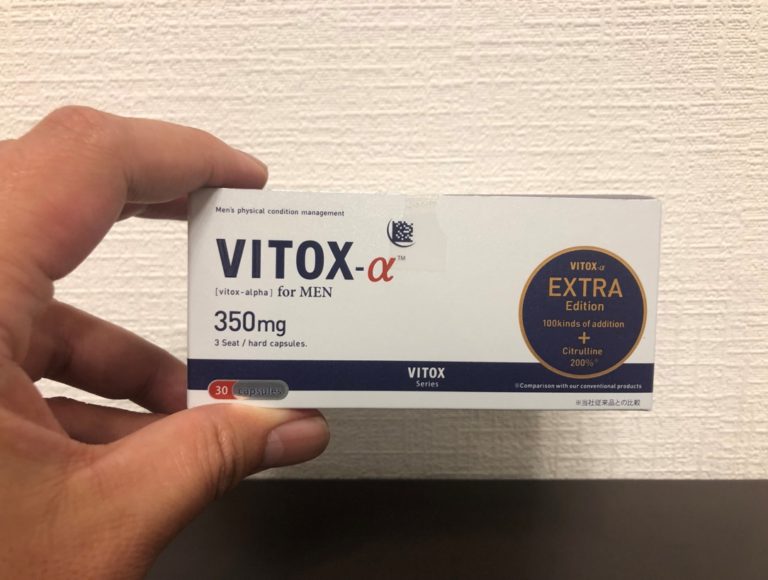 Men's physical condition management
VITOX-α™
[vitox-alpha] for MEN
350mg
3 Seat / hard capsules.
30 capsules
VITOX
Series
VITOX-α
EXTRA
Edition
100kinds of addition
+
Citrulline
200%※
※Comparison with our conventional products
※当社従来品との比較